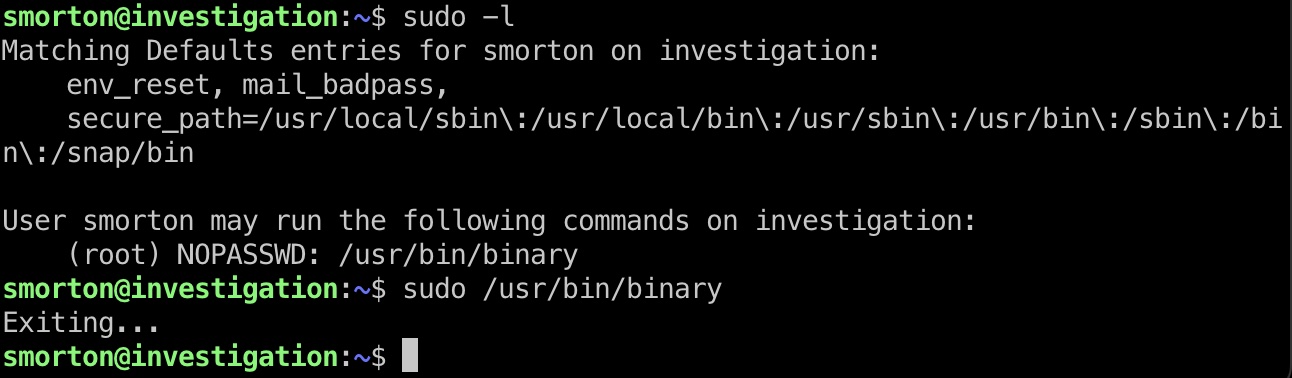 smorton@investigation:~$ sudo -l
Matching Defaults entries for smorton on investigation:
    env_reset, mail_badpass,
    secure_path=/usr/local/sbin\:/usr/local/bin\:/usr/sbin\:/usr/bin\:/sbin\:/bi
n\:/snap/bin

User smorton may run the following commands on investigation:
    (root) NOPASSWD: /usr/bin/binary
smorton@investigation:~$ sudo /usr/bin/binary
Exiting...
smorton@investigation:~$